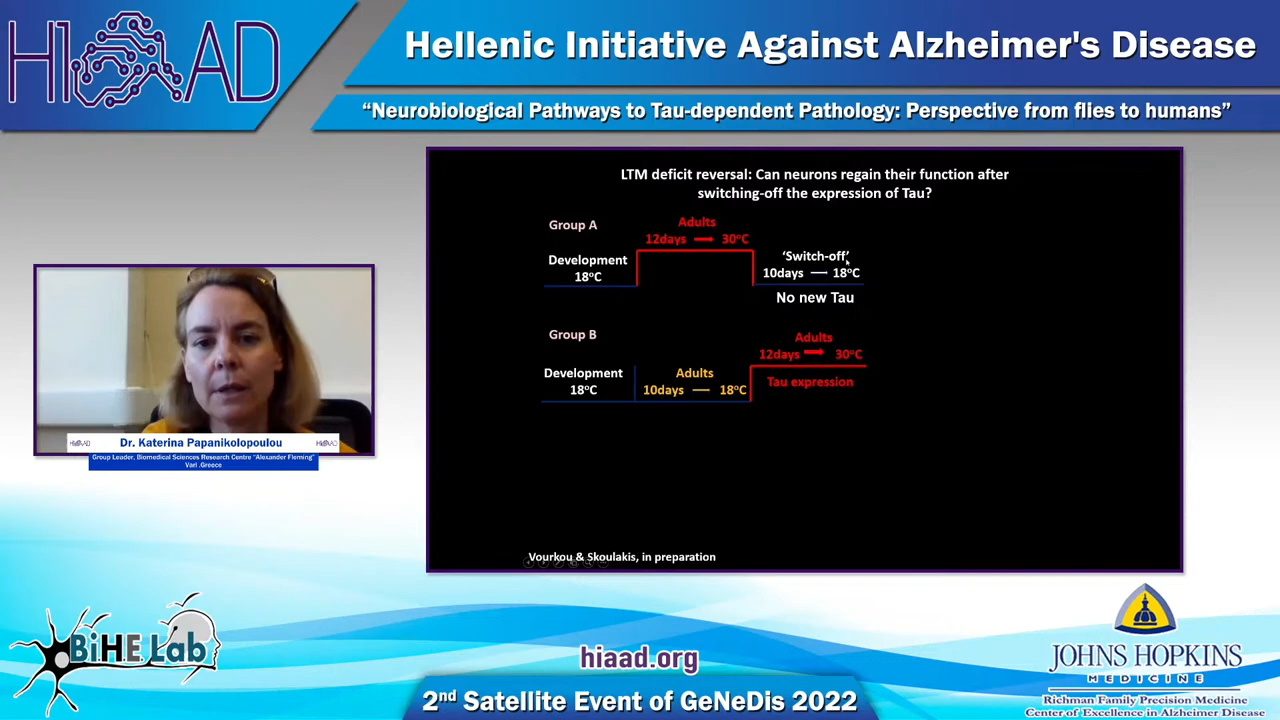 HIAAD
Hellenic Initiative Against Alzheimer's Disease
“Neurobiological Pathways to Tau-dependent Pathology: Perspective from flies to humans”
LTM deficit reversal: Can neurons regain their function after
switching-off the expression of Tau?
Group A
Adults
12days 30°C
Development
18°C
‘Switch-off’
10days 18°C
No new Tau
Group B
Adults
12days 30°C
Development
18°C
Adults
10days 18°C
Tau expression
Vourkou & Skoulakis, in preparation
HIAAD Dr. Katerina Papanikolopoulou HIAAD
Group Leader, Biomedical Sciences Research Centre "Alexander Fleming"
Vari .Greece
BiHE Lab
hiaad.org
2nd Satellite Event of GeNeDis 2022
JOHNS HOPKINS
MEDICINE
Richman Family Precision Medicine
Center of Excellence in Alzheimer Disease